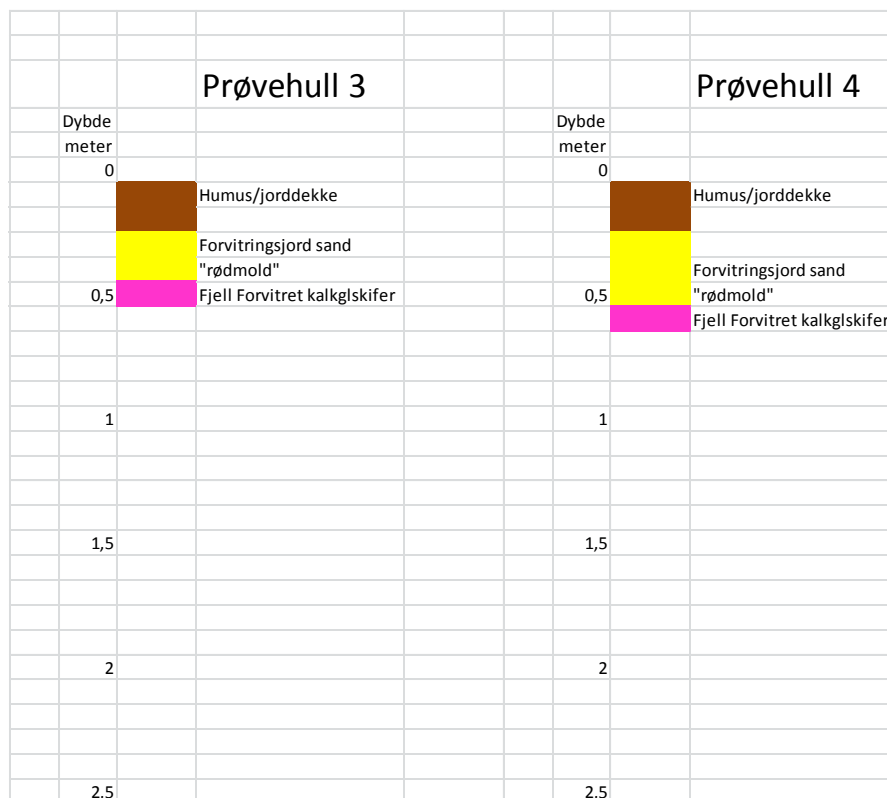 Prøvehull 3
Dybde
meter
0
Humus/jorddekke
Forvitringsjord sand
"rødmold"
0,5
Fjell Forvitret kalkglskifer
1
1,5
2
2,5
Prøvehull 4
Dybde
meter
0
Humus/jorddekke
Forvitringsjord sand
0,5
"rødmold"
Fjell Forvitret kalkglskifer
1
1,5
2
2,5